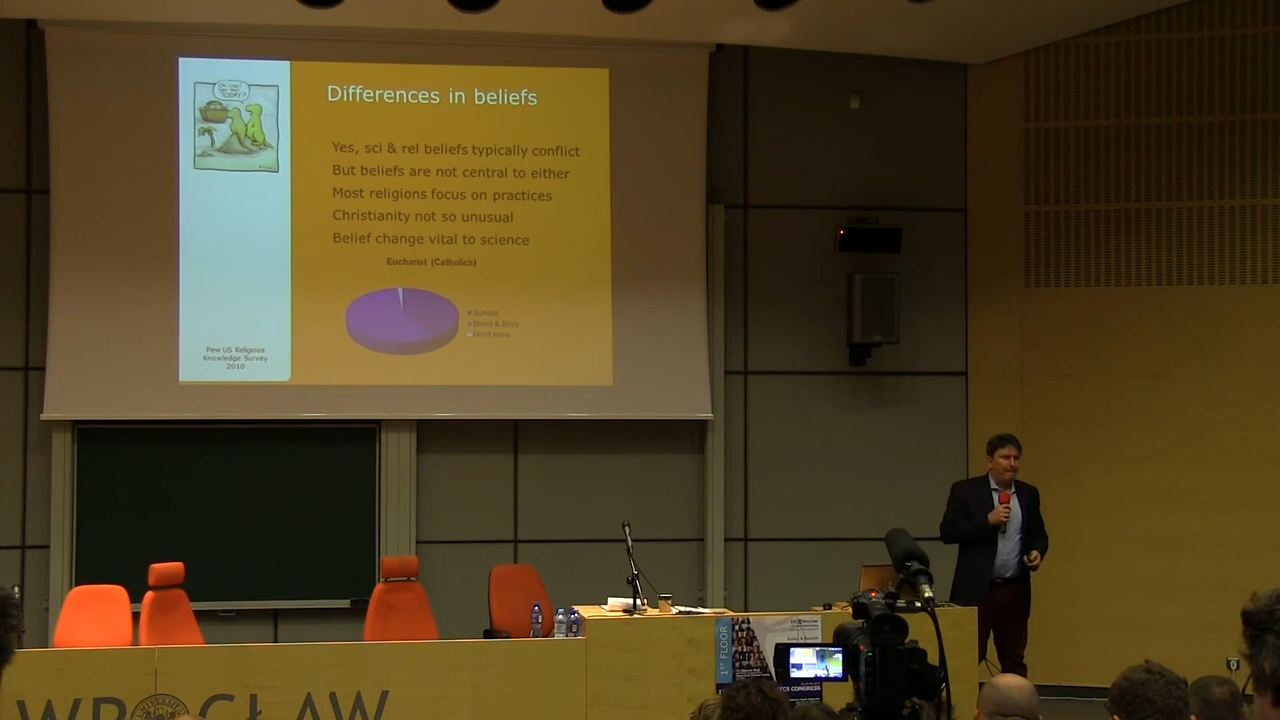 TODAY?
Differences in beliefs
Yes, sci & rel beliefs typically conflict
But beliefs are not central to either
Most religions focus on practices
Christianity not so unusual
Belief change vital to science
Eucharist (Catholics)
Symbol
Blood & Body
Don't know
Pew US Religious
Knowledge Survey
2010
1ST FLOOR
CONGRESS
WROCŁAW